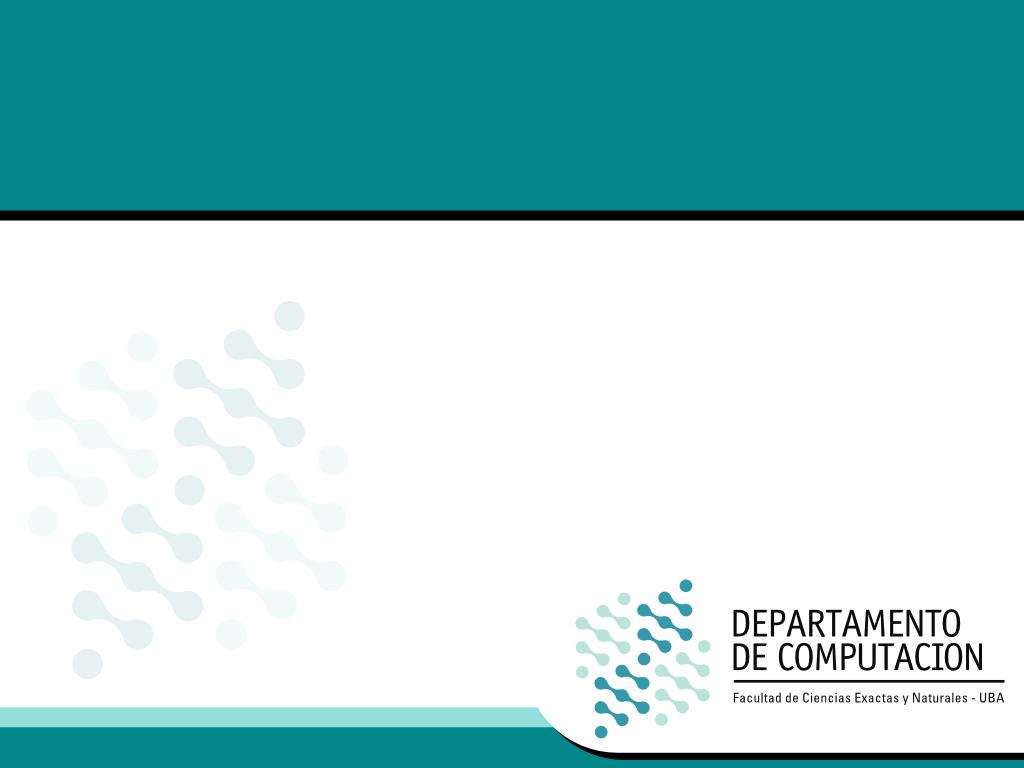 DEPARTAMENTO
DE COMPUTACION
Facultad de Ciencias Exactas y Naturales - UBA